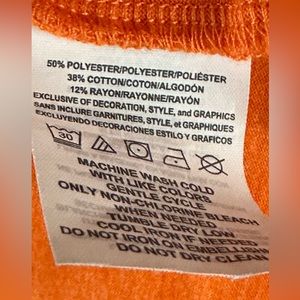 50% POLYESTER/POLYESTER/POLIÉSTER
38% COTTON/COTON/ALGODÓN
12% RAYON/RAYONNE/RAYÓN
EXCLUSIVE OF DECORATION, STYLE, and GRAPHICS
SANS INCLURE GARNITURES, STYLE, et GRAPHIQUES
EXCLUYENDO DECORACIONES ESTILO Y GRAFICOS
30
MACHINE WASH COLD
WITH LIKE COLORS
GENTLE CYCLE
ONLY NON-CHLORINE BLEACH
WHEN NEEDED
TUMBLE DRY LOW
COOL IRON IF NEEDED
DO NOT IRON ON EMBELLISH
DO NOT DRY CLEAN